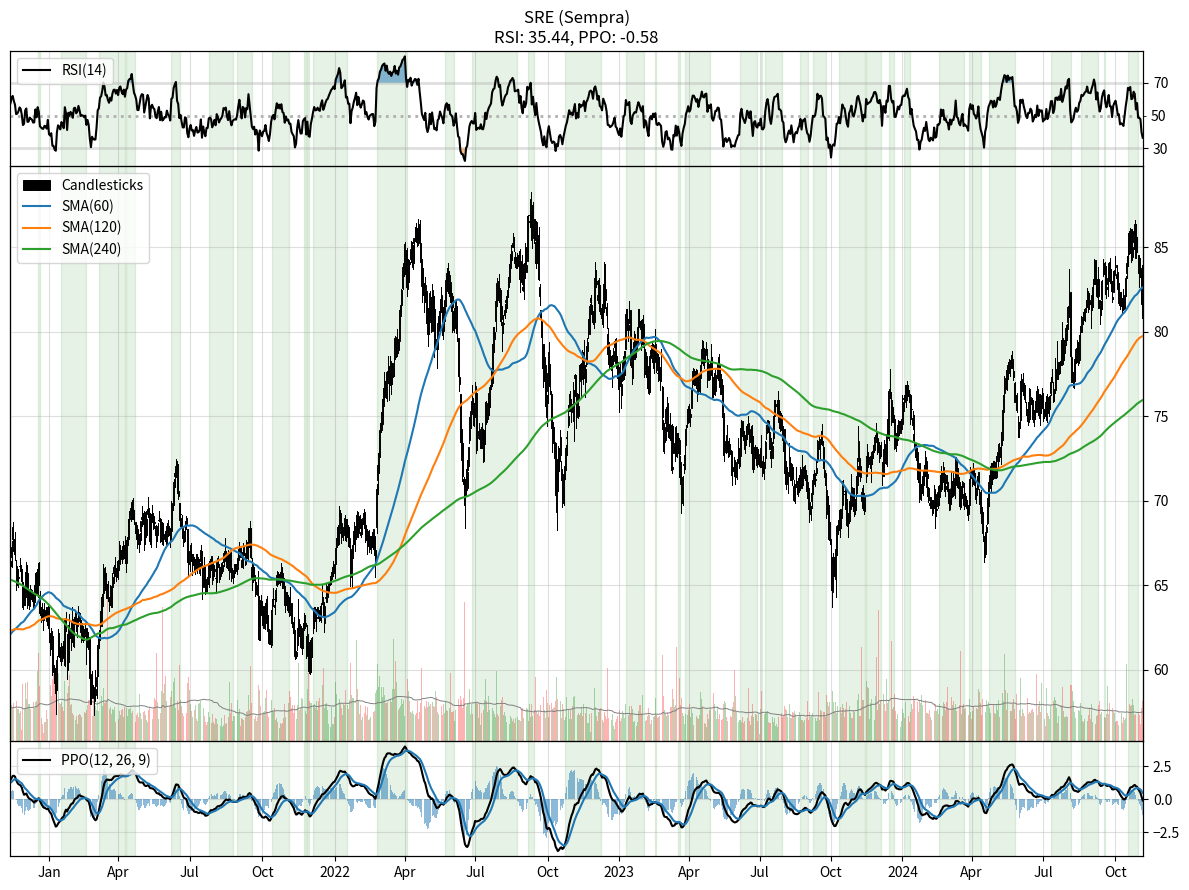 SRE (Sempra)
RSI: 35.44, PPO: -0.58
RSI(14)
70
50
30
Candlesticks
SMA(60)
SMA(120)
SMA(240)
85
80
75
70
65
60
PPO(12, 26, 9)
2.5
0.0
−2.5
Jan Apr Jul Oct 2022 Apr Jul Oct 2023 Apr Jul Oct 2024 Apr Jul Oct